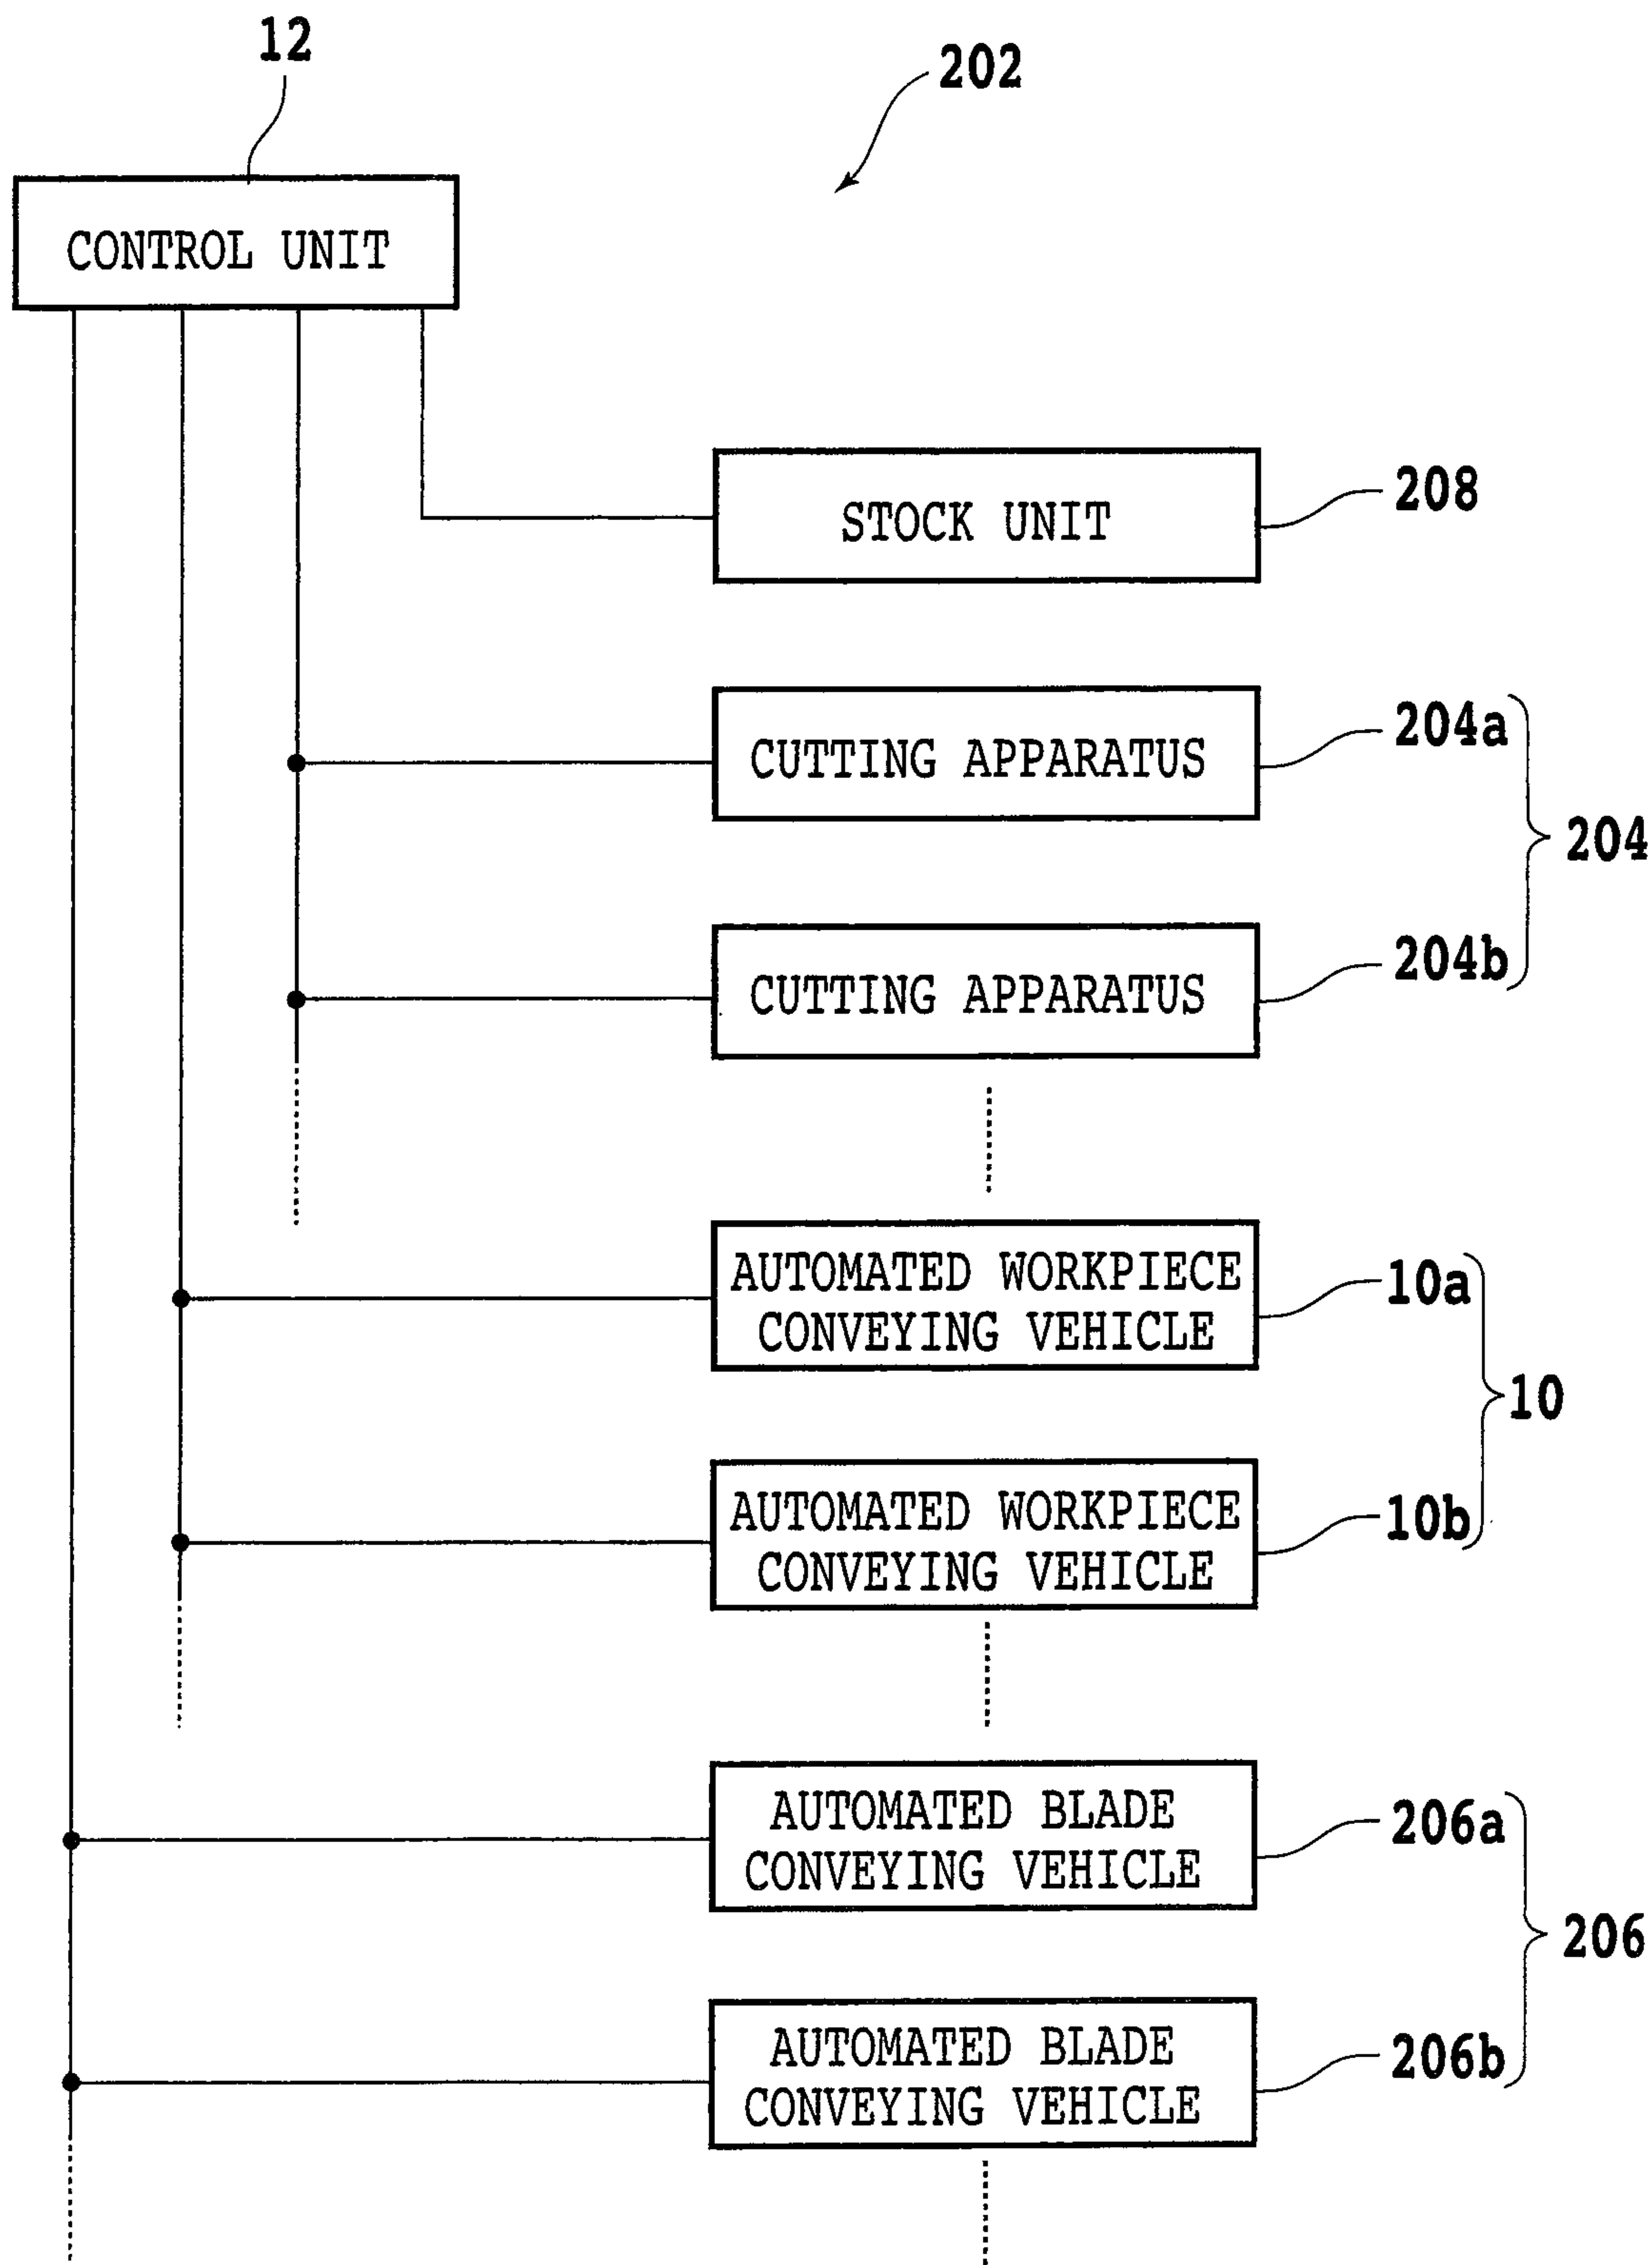 12
202
CONTROL UNIT
STOCK UNIT
208
CUTTING APPARATUS
204a
204
CUTTING APPARATUS
204b
AUTOMATED WORKPIECE
CONVEYING VEHICLE
10a
10
AUTOMATED WORKPIECE
CONVEYING VEHICLE
10b
AUTOMATED BLADE
CONVEYING VEHICLE
206a
206
AUTOMATED BLADE
CONVEYING VEHICLE
206b